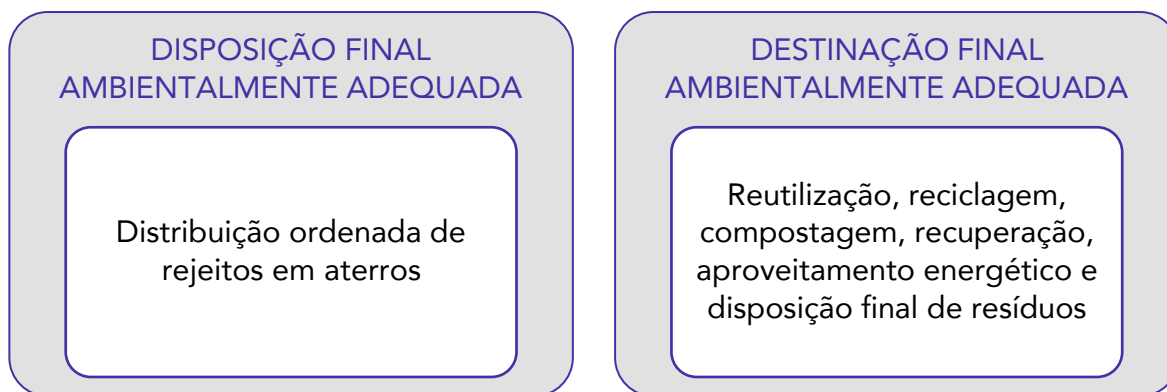 DISPOSIÇÃO FINAL
AMBIENTALMENTE ADEQUADA
Distribuição ordenada de
rejeitos em aterros
DESTINAÇÃO FINAL
AMBIENTALMENTE ADEQUADA
Reutilização, reciclagem,
compostagem, recuperação,
aproveitamento energético e
disposição final de resíduos